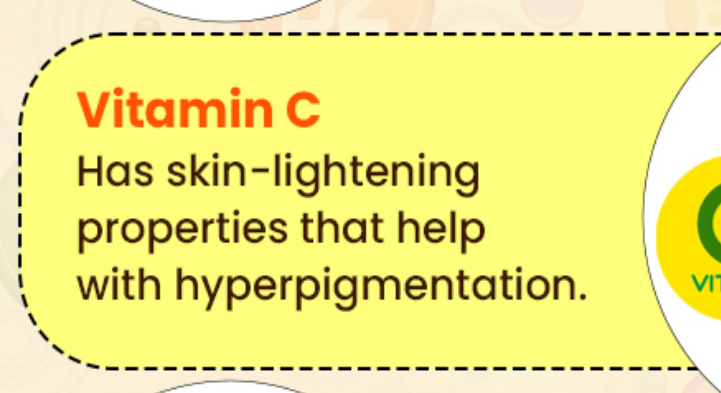 Vitamin C
Has skin-lightening
properties that help
with hyperpigmentation.